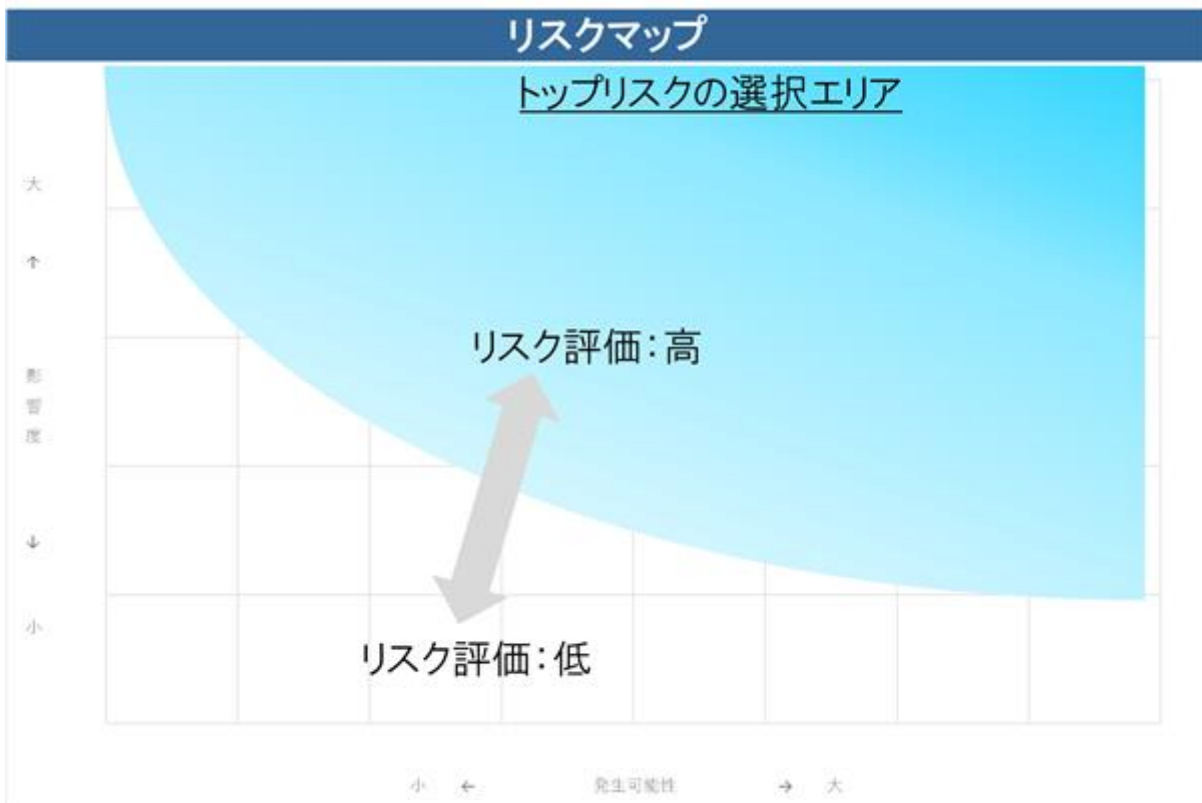 リスクマップ
トップリスクの選択エリア
大
↑
影
響
度
↓
小
リスク評価：高
リスク評価：低
小 ← 発生可能性 → 大